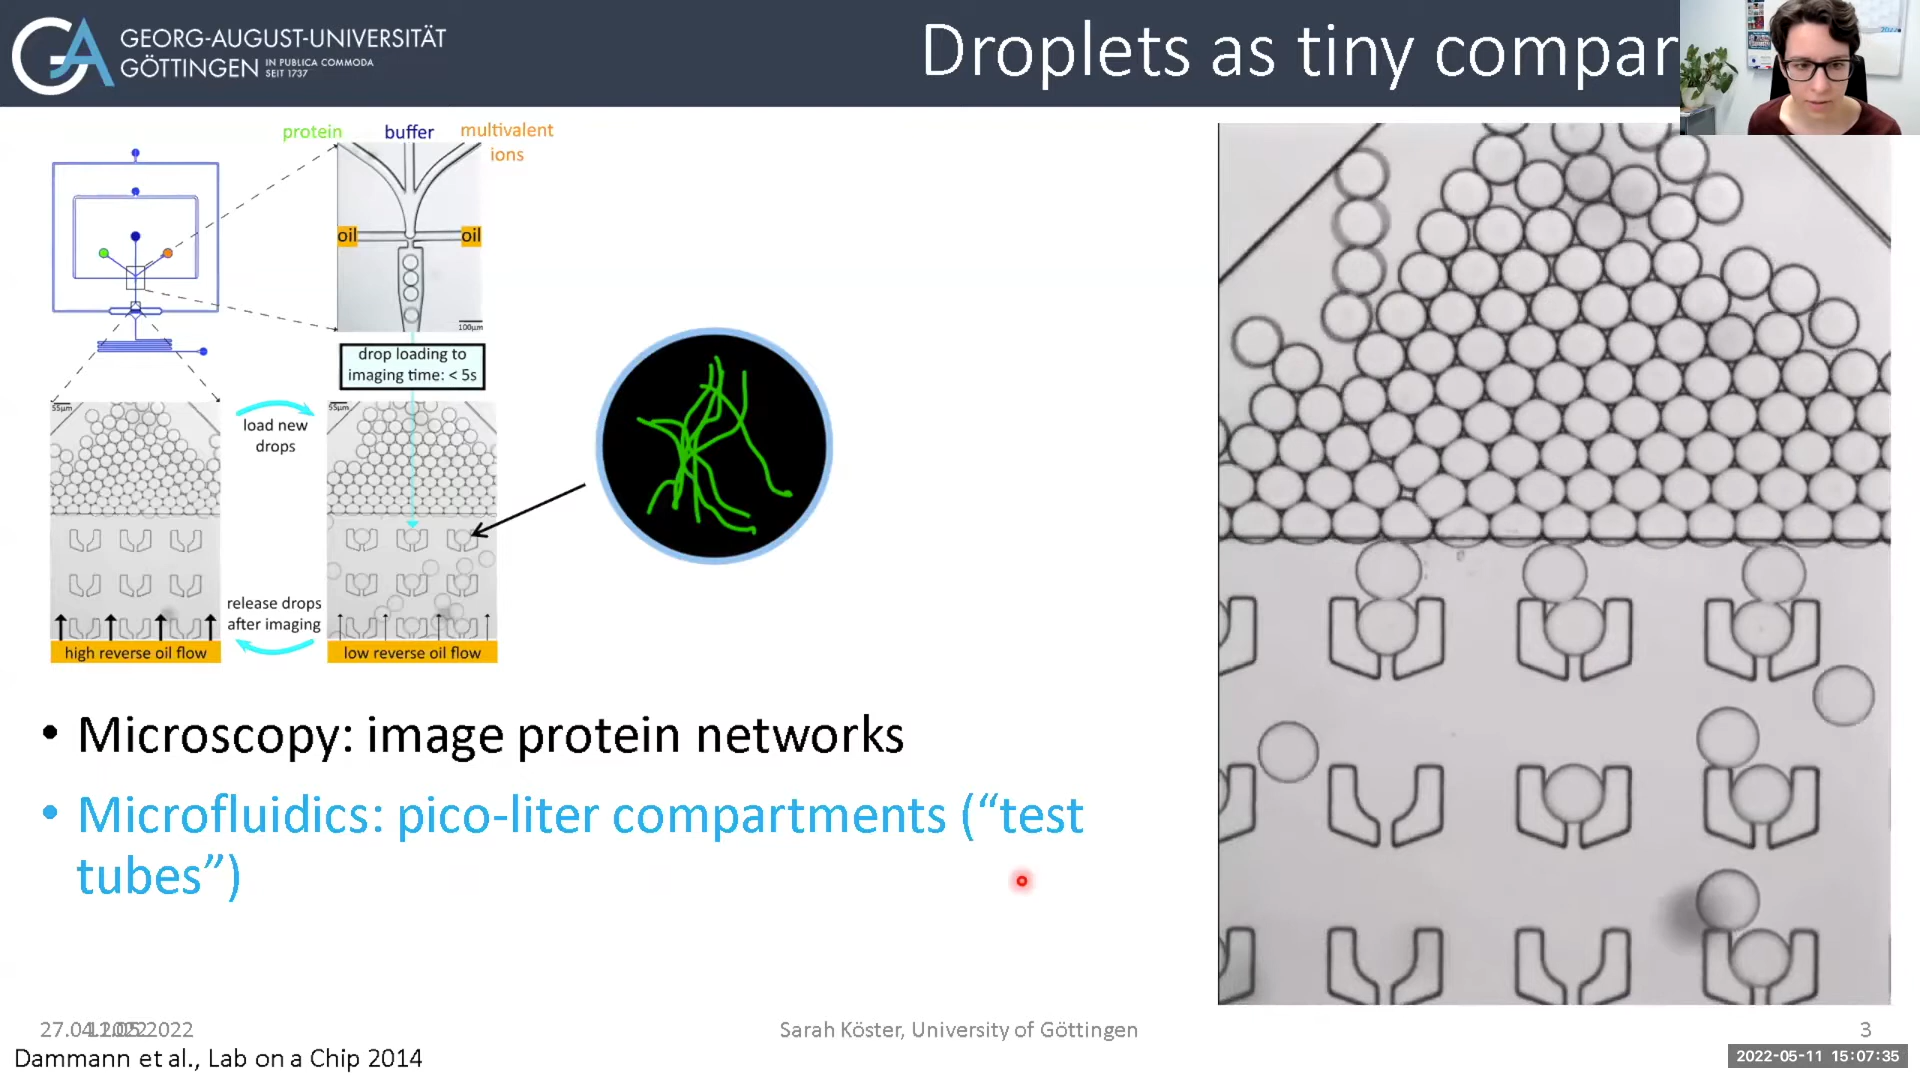 GEORG-AUGUST-UNIVERSITÄT
GÖTTINGEN IN PUBLICA COMMODA
SEIT 1737
Droplets as tiny compar
protein
buffer
multivalent
ions
oil
oil
100µm
drop loading to
imaging time: < 5s
55µm
55µm
load new
drops
release drops
after imaging
high reverse oil flow
low reverse oil flow
• Microscopy: image protein networks
• Microfluidics: pico-liter compartments (“test
tubes”)
Sarah Köster, University of Göttingen
3
Dammann et al., Lab on a Chip 2014
2022-05-11 15:07:35